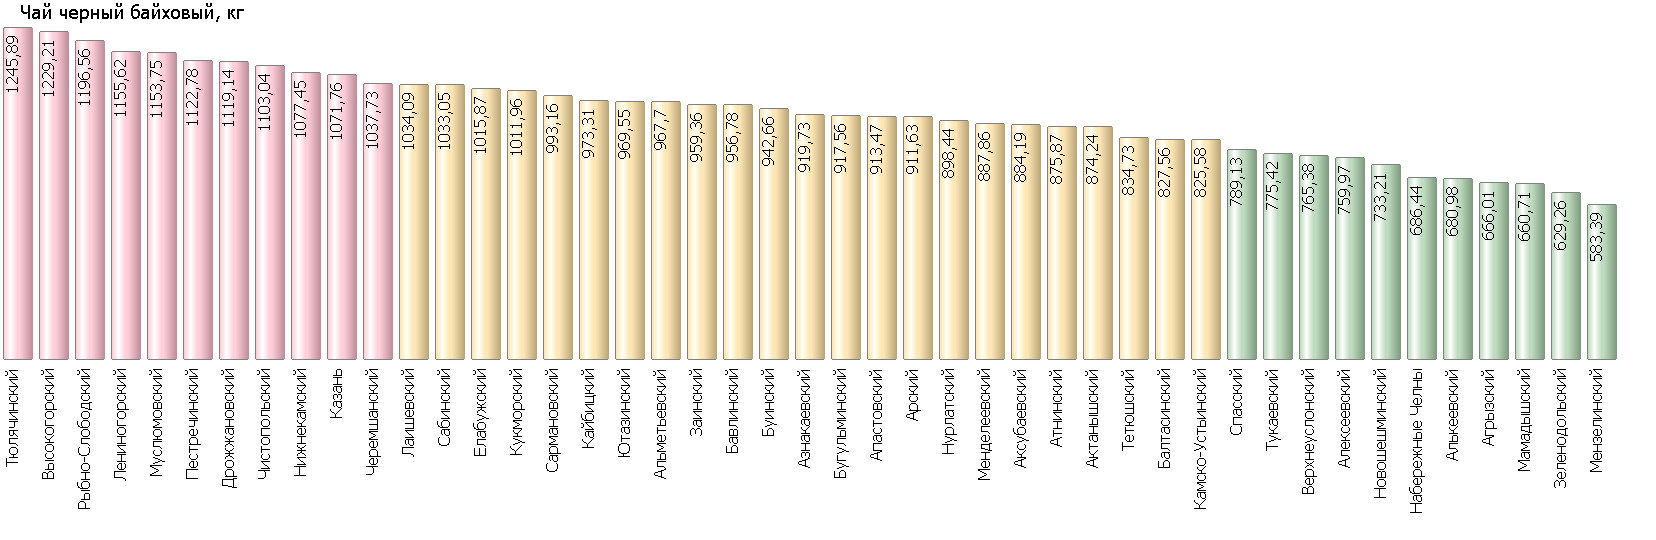 Чай черный байховый, кг
1245,89
1229,21
1196,56
1155,62
1153,75
1122,78
1119,14
1103,04
1077,45
1071,76
1037,73
1034,09
1033,05
1015,87
1011,96
993,16
973,31
969,55
967,7
959,36
956,78
942,66
919,73
917,56
913,47
911,63
898,44
887,86
884,19
875,87
874,24
834,73
827,56
825,58
789,13
775,42
765,38
759,97
733,21
686,44
680,98
666,01
660,71
629,26
583,39
Тюлячинский
Высокогорский
Рыбно-Слободский
Лениногорский
Муслюмовский
Пестречинский
Дрожжановский
Чистопольский
Нижнекамский
Казань
Черемшанский
Лаишевский
Сабинский
Елабужский
Кукморский
Сармановский
Кайбицкий
Ютазинский
Альметьевский
Заинский
Бавлинский
Буинский
Азнакаевский
Бугульминский
Апастовский
Арский
Нурлатский
Менделеевский
Аксубаевский
Атнинский
Актанышский
Тетюшский
Балтасинский
Камско-Устьинский
Спасский
Тукаевский
Верхнеуслонский
Алексеевский
Новошешминский
Набережные Челны
Алькеевский
Агрызский
Мамадышский
Зеленодольский
Мензелинский